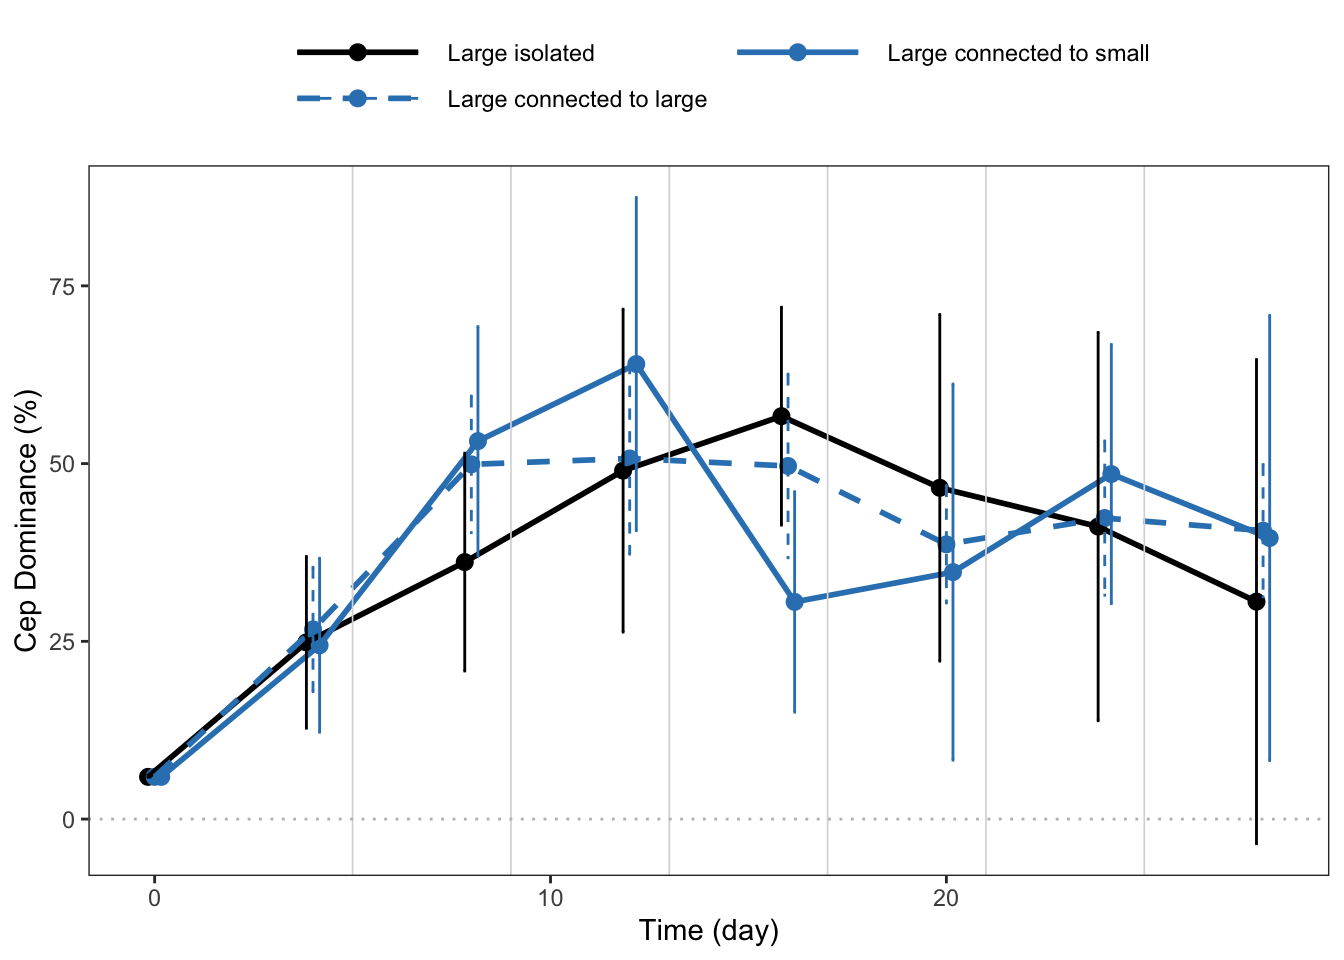 Large isolated
Large connected to small
Large connected to large
Cep Dominance (%)
75
50
25
0
0
10
20
Time (day)